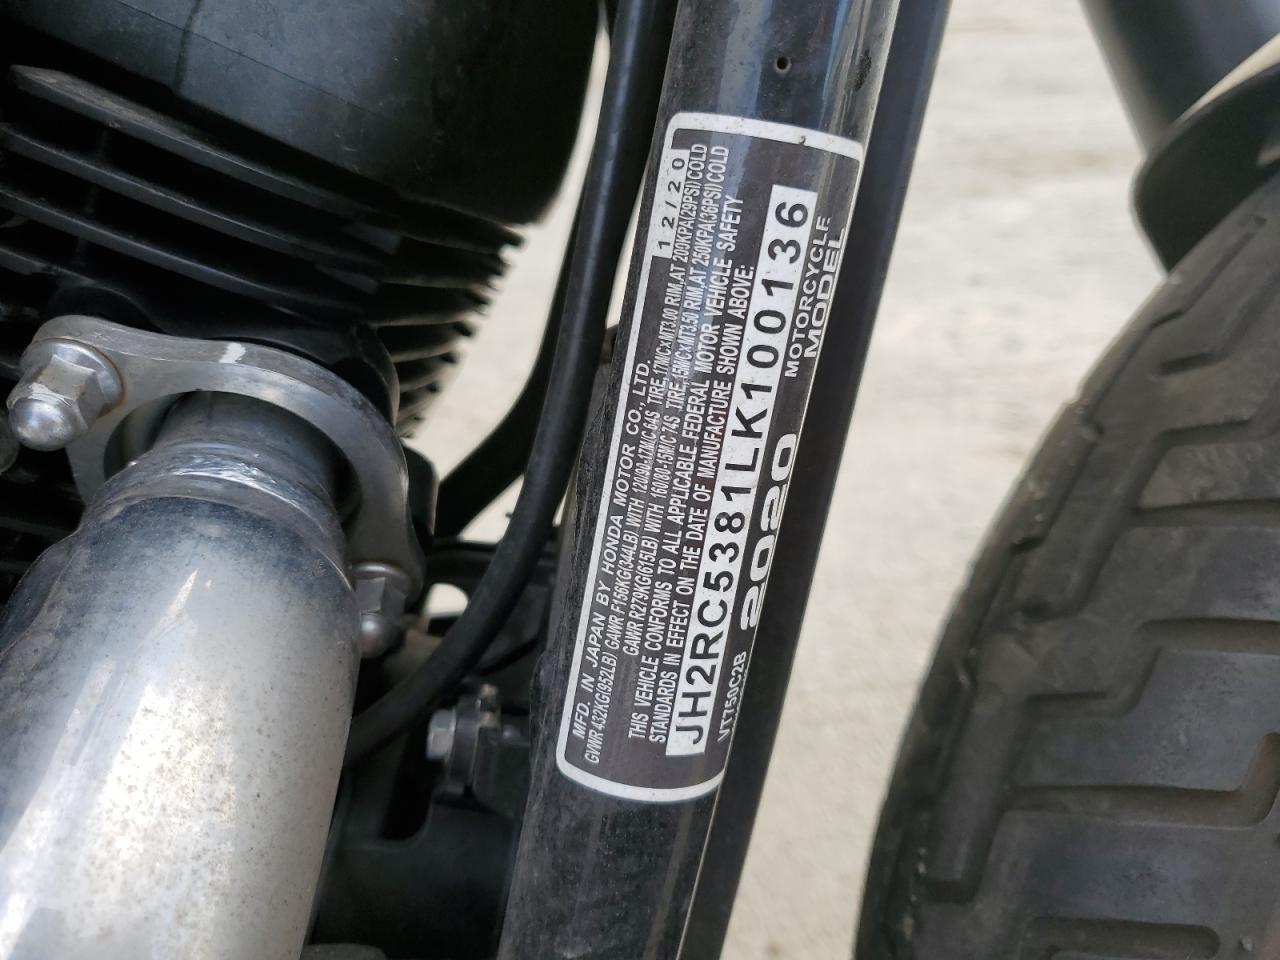 MFD. IN JAPAN BY HONDA MOTOR CO., LTD. 12/20
GVWR 432KG(952LB) GAWR F156KG(344LB) WITH 120/90-17M/C 64S TIRE, 17M/CxMT3.00 RIM,AT 200KPA(29PSI)COLD
GAWR R279KG(615LB) WITH 160/80-15M/C 74S TIRE, 15M/CxMT3.50 RIM,AT 250KPA(36PSI)COLD
THIS VEHICLE CONFORMS TO ALL APPLICABLE FEDERAL MOTOR VEHICLE SAFETY
STANDARDS IN EFFECT ON THE DATE OF MANUFACTURE SHOWN ABOVE:
JH2RC5381LK100136
VT750C2B 2020 MOTORCYCLE
MODEL